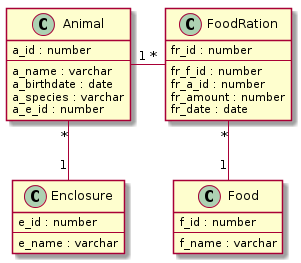 C Animal
a_id : number
a_name : varchar
a_birthdate : date
a_species : varchar
a_e_id : number
1 *
C FoodRation
fr_id : number
fr_f_id : number
fr_a_id : number
fr_amount : number
fr_date : date
*
1
*
1
C Enclosure
e_id : number
e_name : varchar
C Food
f_id : number
f_name : varchar